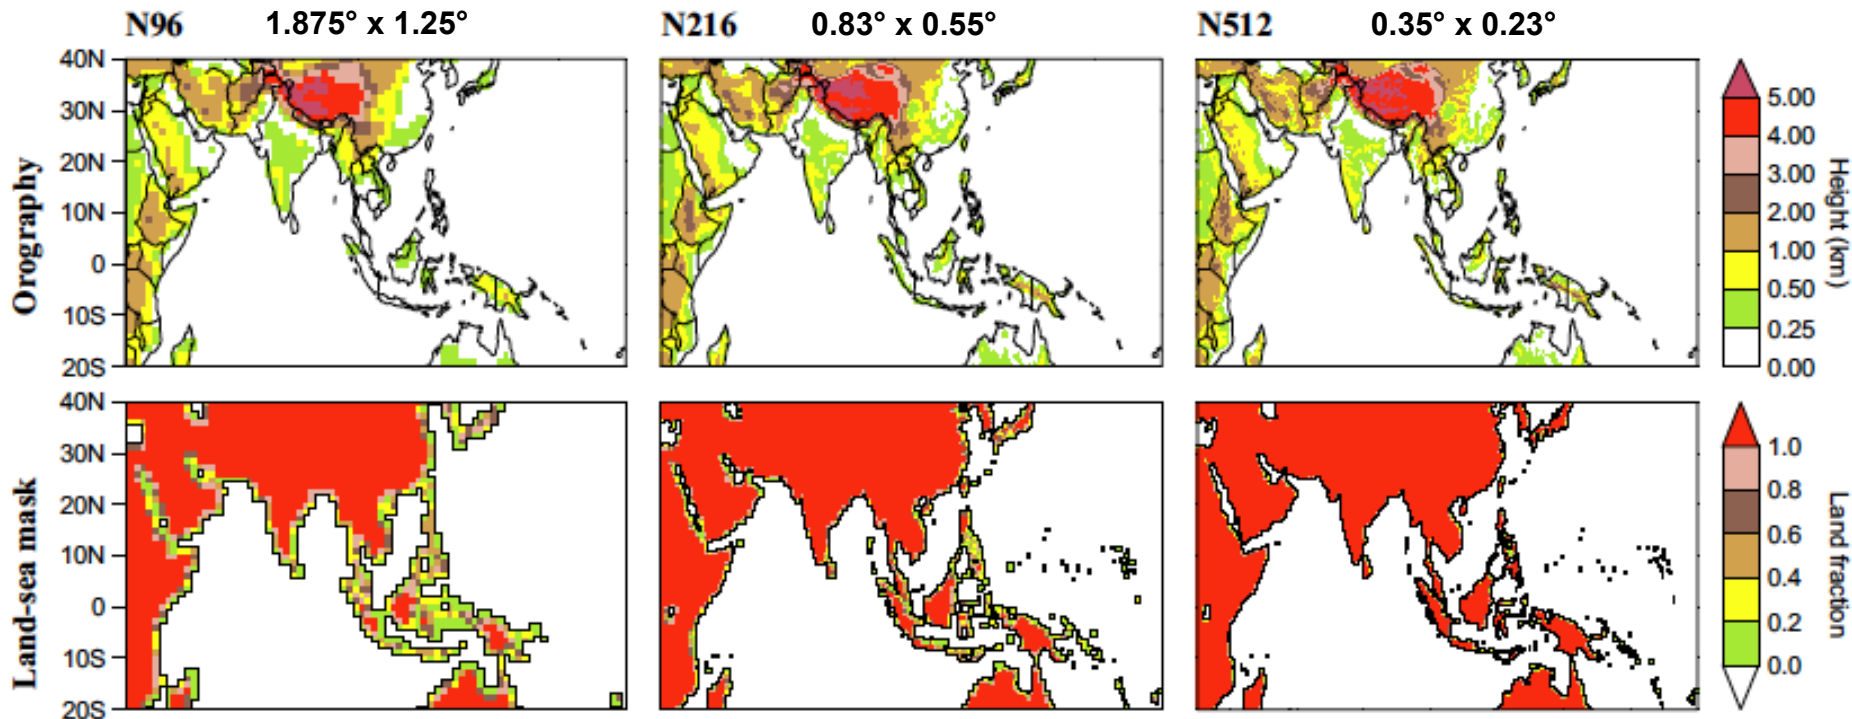 N96 1.875° x 1.25°
N216 0.83° x 0.55°
N512 0.35° x 0.23°
Orography
40N
30N
20N
10N
0
10S
20S
5.00
4.00
3.00
2.00
1.00
0.50
0.25
0.00
Height (km)
Land-sea mask
40N
30N
20N
10N
0
10S
20S
1.0
0.8
0.6
0.4
0.2
0.0
Land fraction